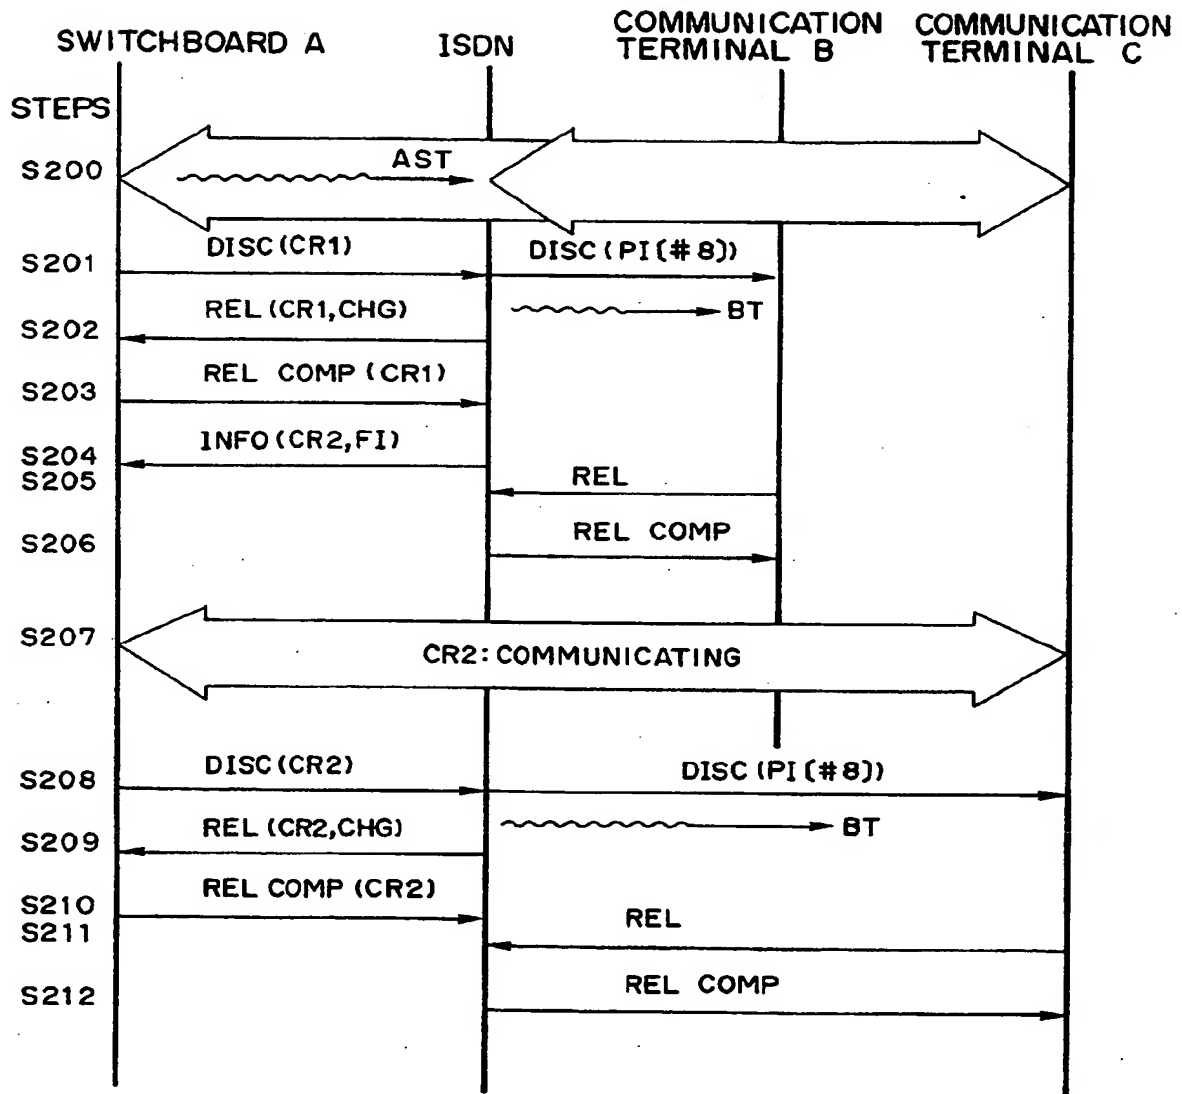 SWITCHBOARD A
ISDN
COMMUNICATION
TERMINAL B
COMMUNICATION
TERMINAL C
STEPS
S200
AST
S201
DISC (CR1)
DISC (PI(#8))
S202
REL (CR1,CHG)
BT
S203
REL COMP (CR1)
S204
INFO (CR2,FI)
S205
REL
S206
REL COMP
S207
CR2: COMMUNICATING
S208
DISC (CR2)
DISC (PI(#8))
S209
REL (CR2,CHG)
BT
S210
REL COMP (CR2)
S211
REL
S212
REL COMP